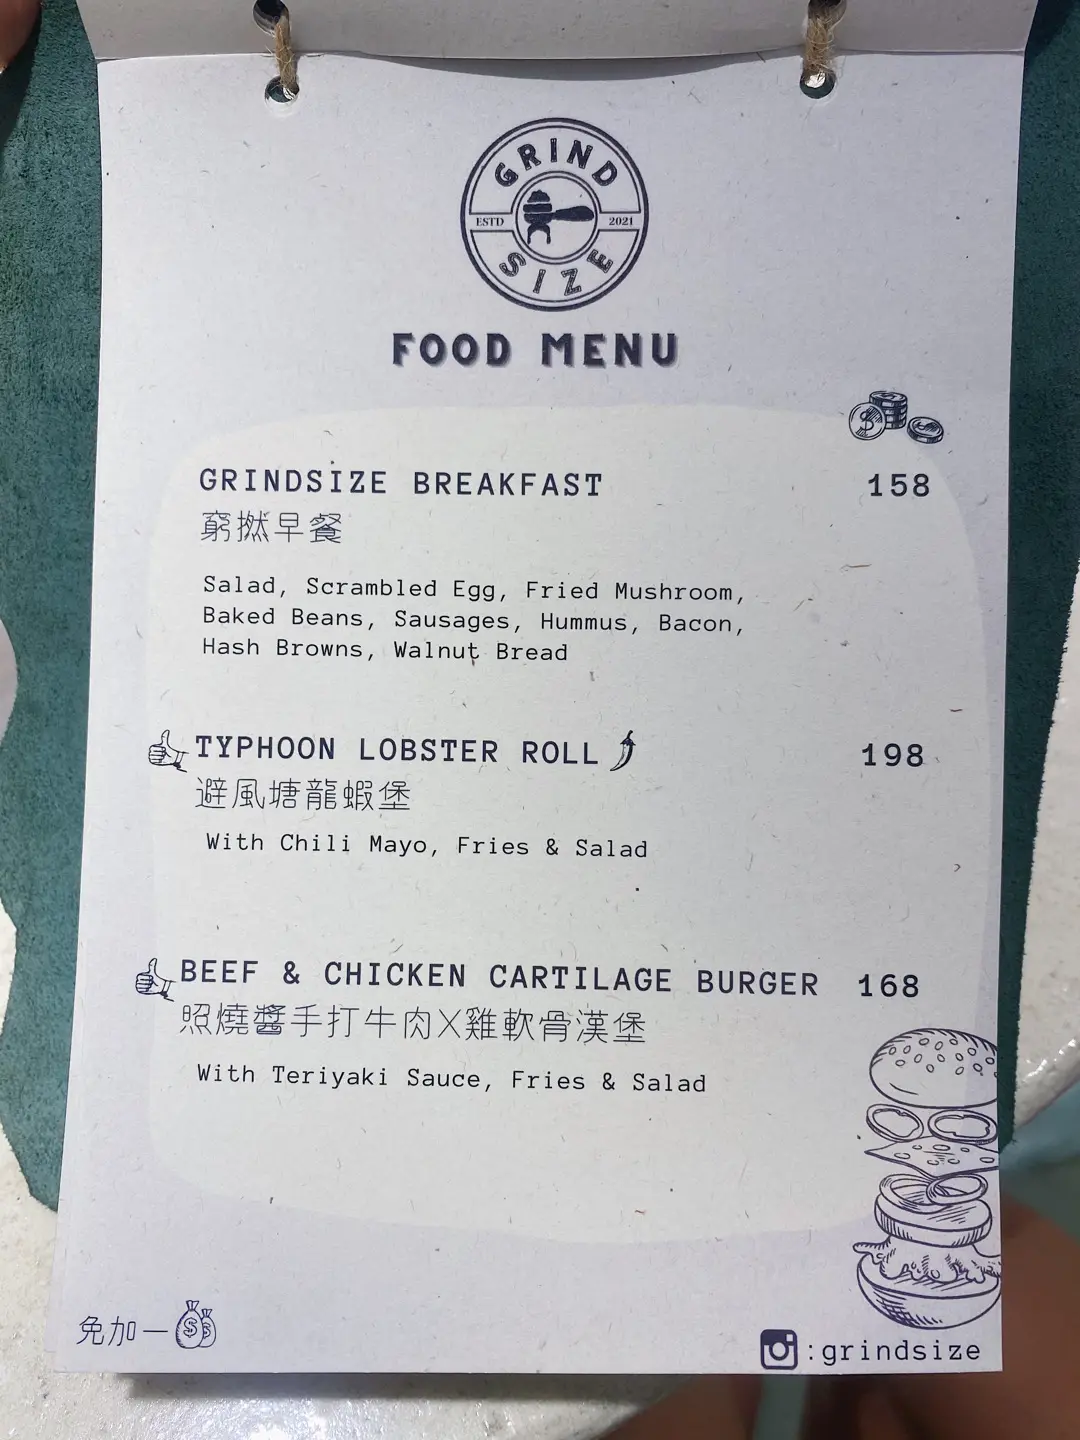 GRIND
ESTD 2021
SIZE
FOOD MENU
GRINDSIZE BREAKFAST 158
窮撚早餐
Salad, Scrambled Egg, Fried Mushroom,
Baked Beans, Sausages, Hummus, Bacon,
Hash Browns, Walnut Bread
TYPHOON LOBSTER ROLL 198
避風塘龍蝦堡
With Chili Mayo, Fries & Salad
BEEF & CHICKEN CARTILAGE BURGER 168
照燒醬手打牛肉X雞軟骨漢堡
With Teriyaki Sauce, Fries & Salad
免加一
:grindsize